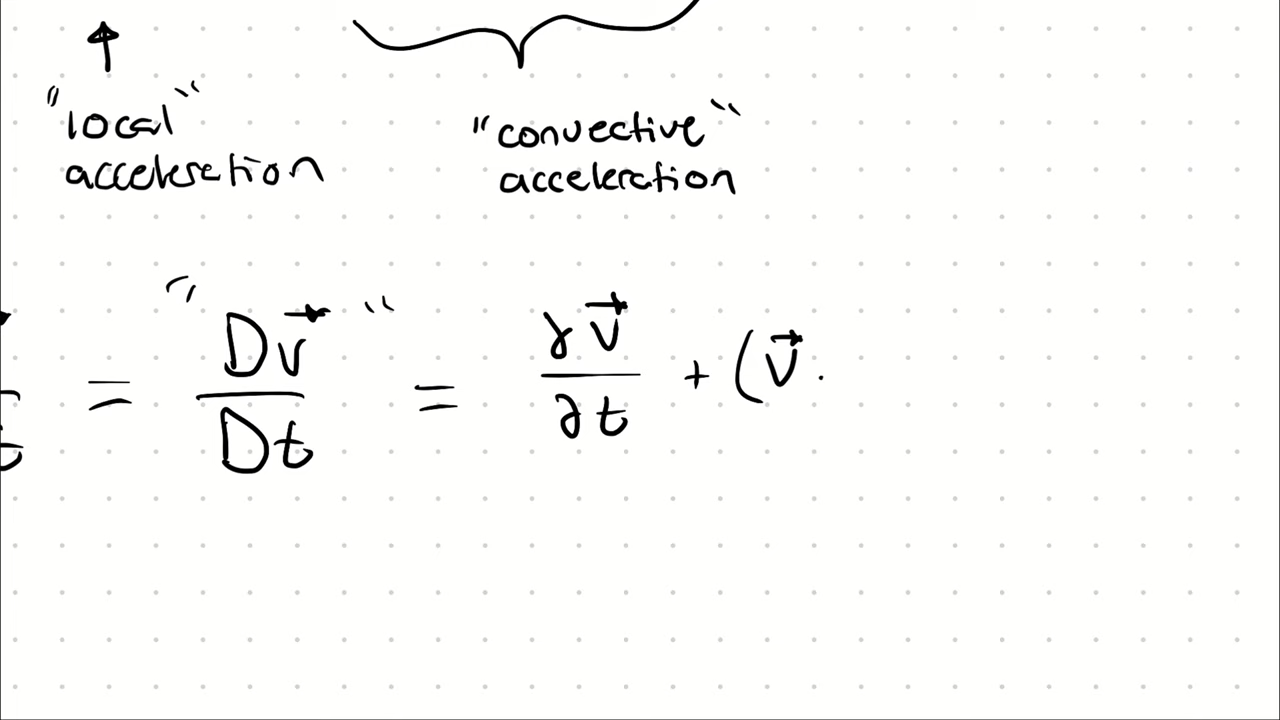 "local" "convective"
acceleration acceleration
= "Dv⃗/Dt" = ∂v⃗/∂t + (v⃗ ·